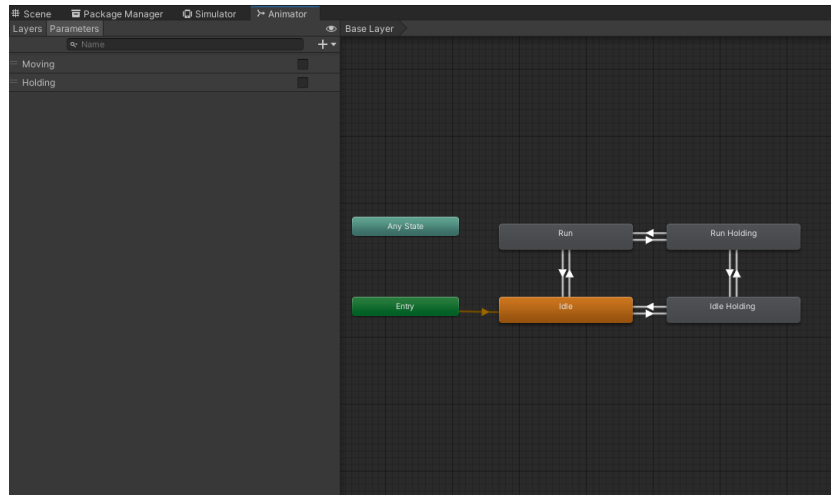 Scene Package Manager Simulator Animator
Layers Parameters Base Layer
Name
Moving
Holding
Any State
Run Run Holding
Entry Idle Idle Holding